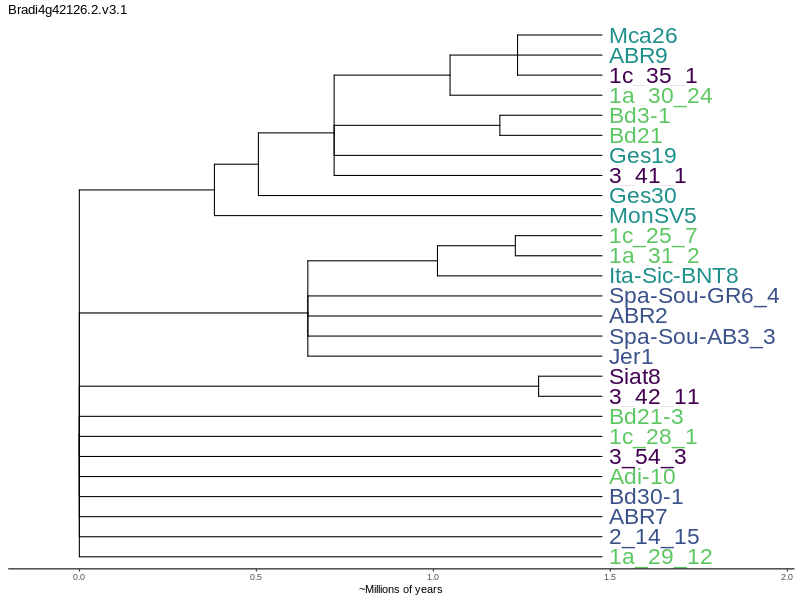 Bradi4g42126.2.v3.1
Mca26
ABR9
1c_35_1
1a_30_24
Bd3-1
Bd21
Ges19
3_41_1
Ges30
MonSV5
1c_25_7
1a_31_2
Ita-Sic-BNT8
Spa-Sou-GR6_4
ABR2
Spa-Sou-AB3_3
Jer1
Siat8
3_42_11
Bd21-3
1c_28_1
3_54_3
Adi-10
Bd30-1
ABR7
2_14_15
1a_29_12
0.0 0.5 1.0 1.5 2.0
~Millions of years